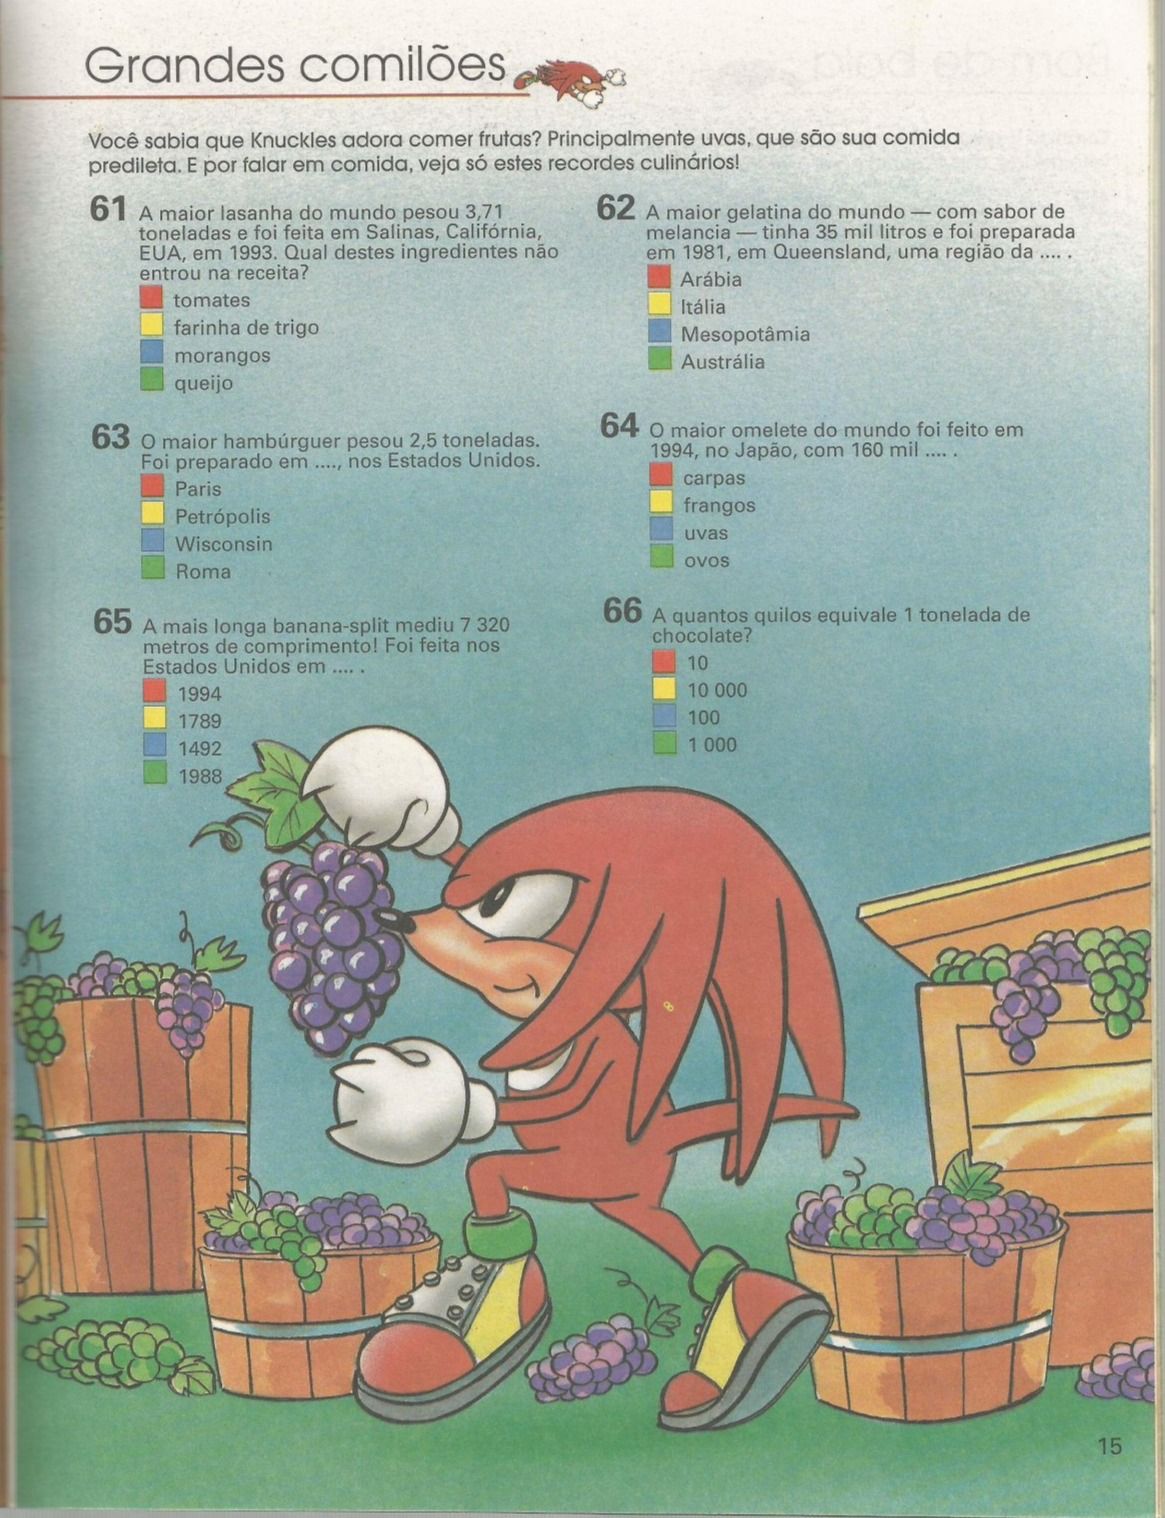 Grandes comilões
Você sabia que Knuckles adora comer frutas? Principalmente uvas, que são sua comida
predileta. E por falar em comida, veja só estes recordes culinários!
61 A maior lasanha do mundo pesou 3,71
toneladas e foi feita em Salinas, Califórnia,
EUA, em 1993. Qual destes ingredientes não
entrou na receita?
tomates
farinha de trigo
morangos
queijo
62 A maior gelatina do mundo — com sabor de
melancia — tinha 35 mil litros e foi preparada
em 1981, em Queensland, uma região da .... .
Arábia
Itália
Mesopotâmia
Austrália
63 O maior hambúrguer pesou 2,5 toneladas.
Foi preparado em ...., nos Estados Unidos.
Paris
Petrópolis
Wisconsin
Roma
64 O maior omelete do mundo foi feito em
1994, no Japão, com 160 mil .... .
carpas
frangos
uvas
ovos
65 A mais longa banana-split mediu 7 320
metros de comprimento! Foi feita nos
Estados Unidos em .... .
1994
1789
1492
1988
66 A quantos quilos equivale 1 tonelada de
chocolate?
10
10 000
100
1 000
15